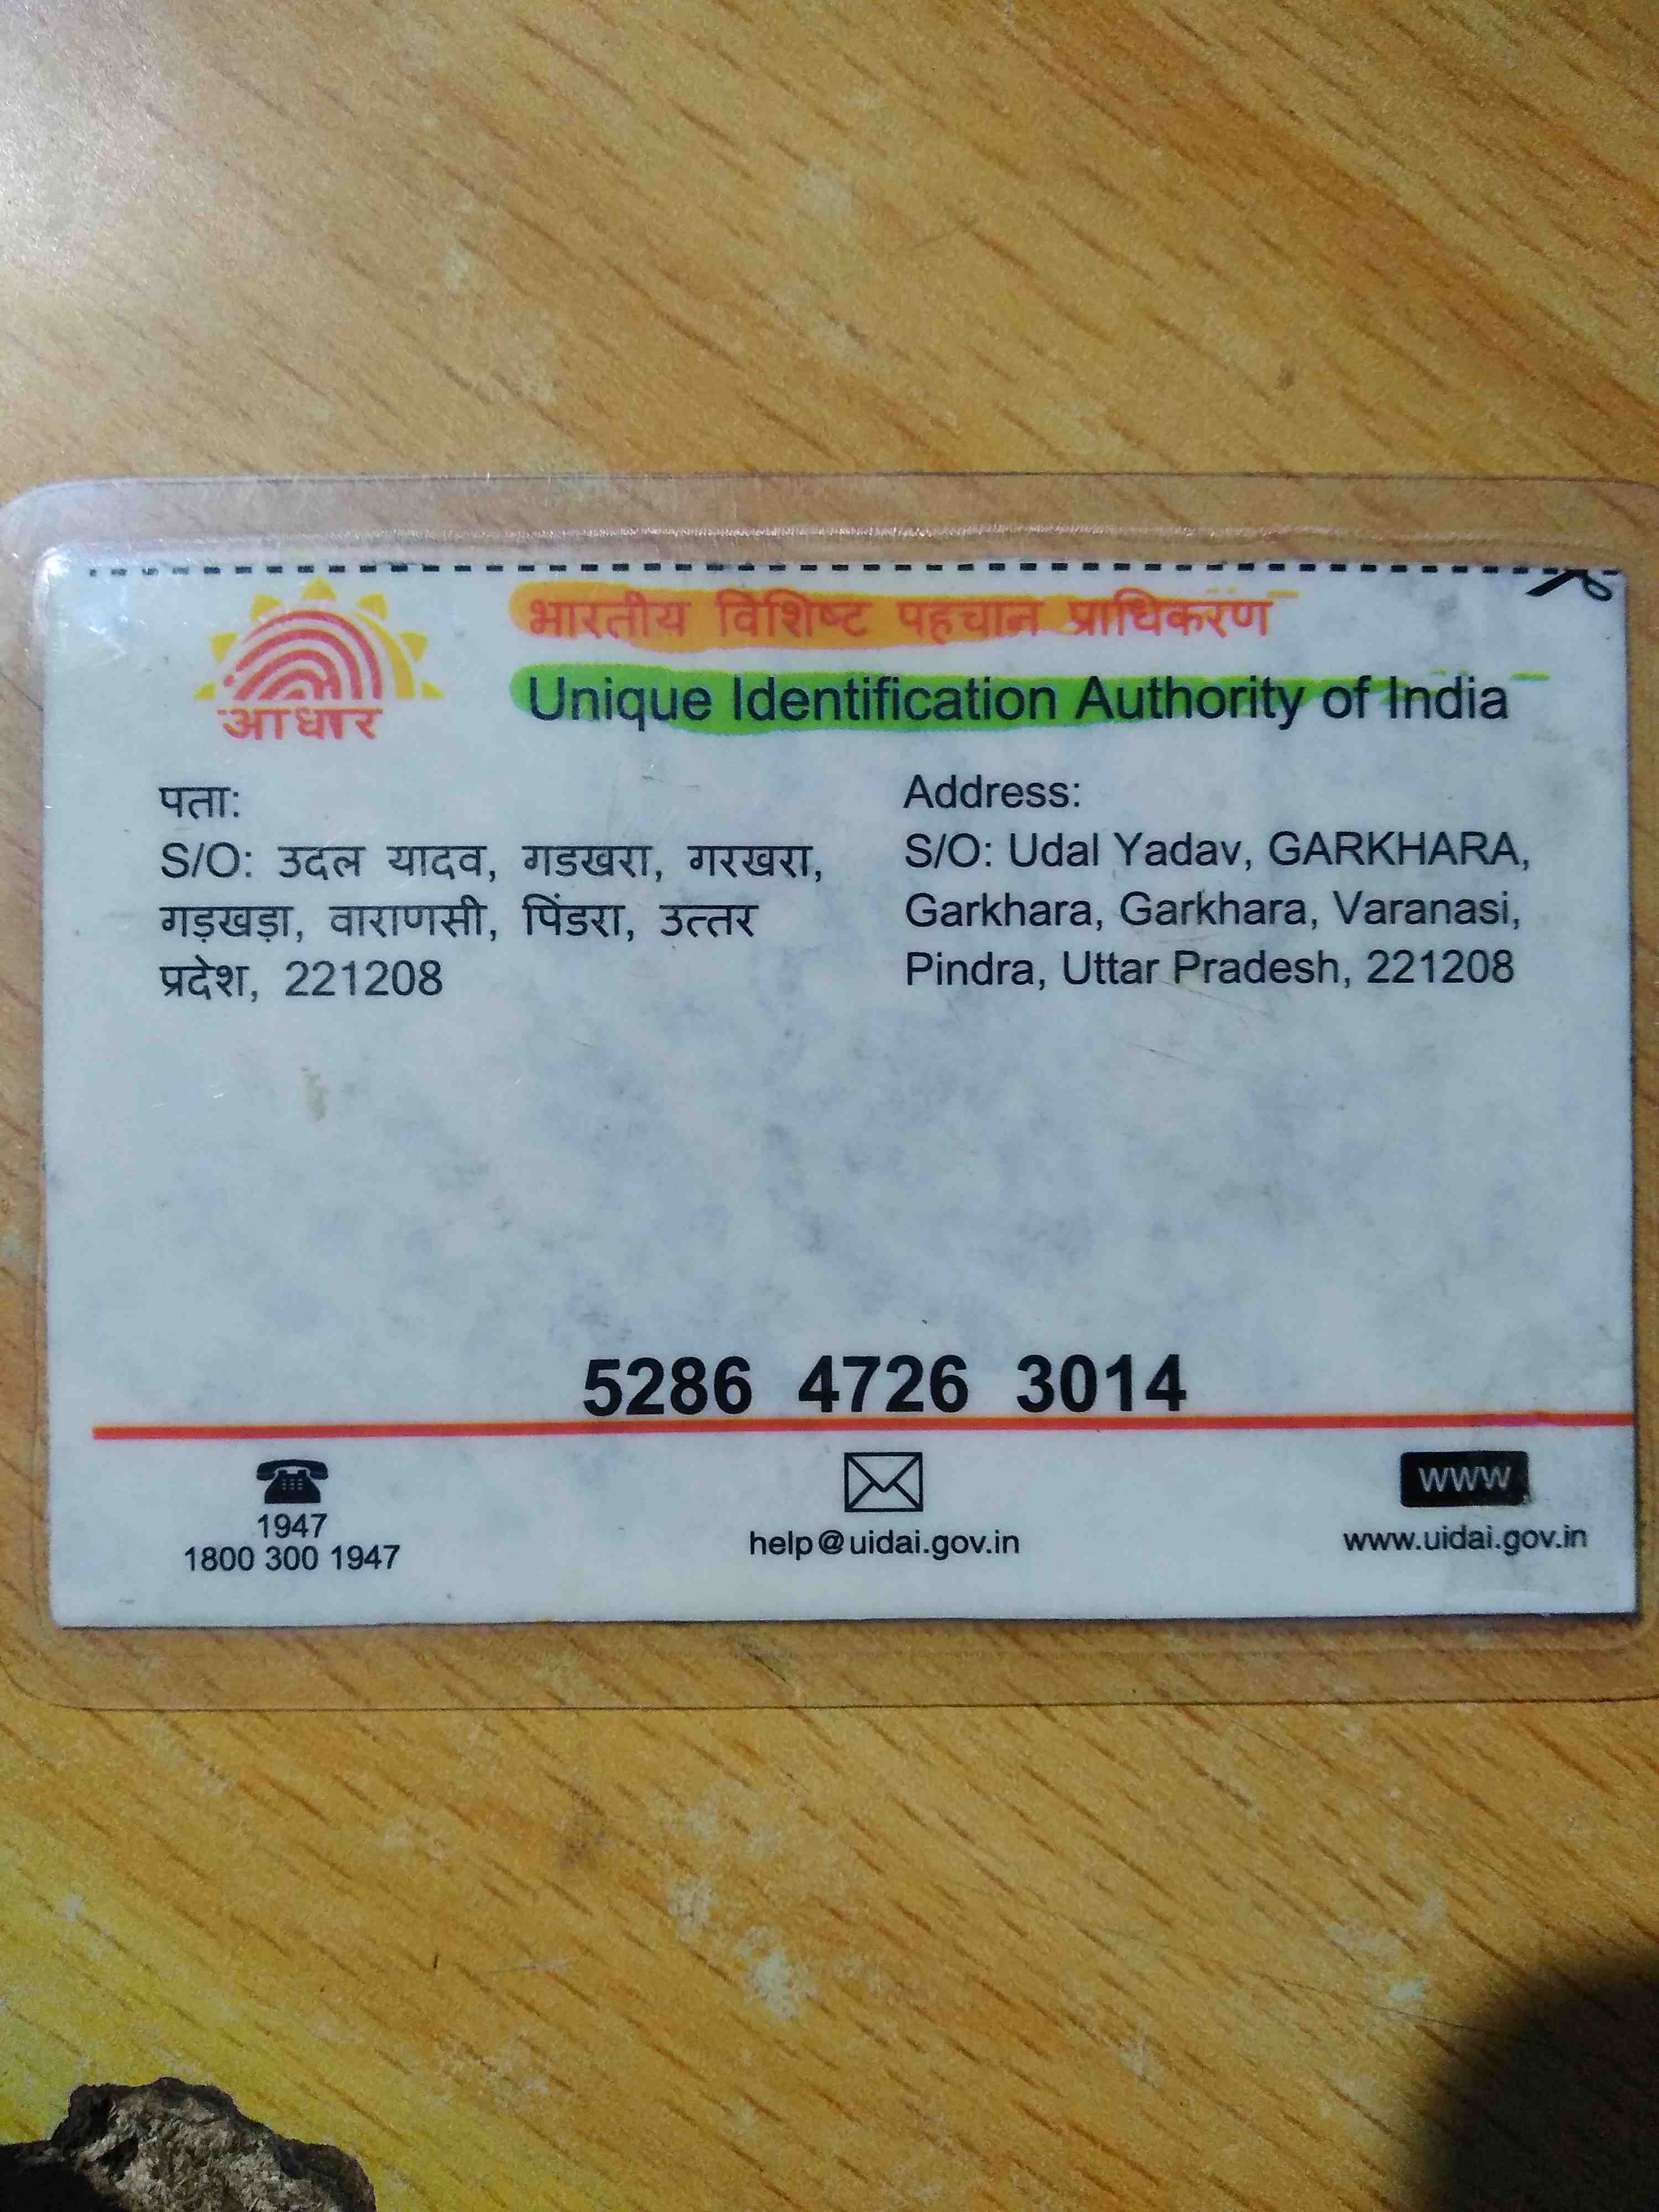 आधार
भारतीय विशिष्ट पहचान प्राधिकरण
Unique Identification Authority of India
पता:
S/O: उदल यादव, गडखरा, गरखरा,
गड़खड़ा, वाराणसी, पिंडरा, उत्तर
प्रदेश, 221208
Address:
S/O: Udal Yadav, GARKHARA,
Garkhara, Garkhara, Varanasi,
Pindra, Uttar Pradesh, 221208
5286 4726 3014
1947
1800 300 1947
help@uidai.gov.in
www
www.uidai.gov.in